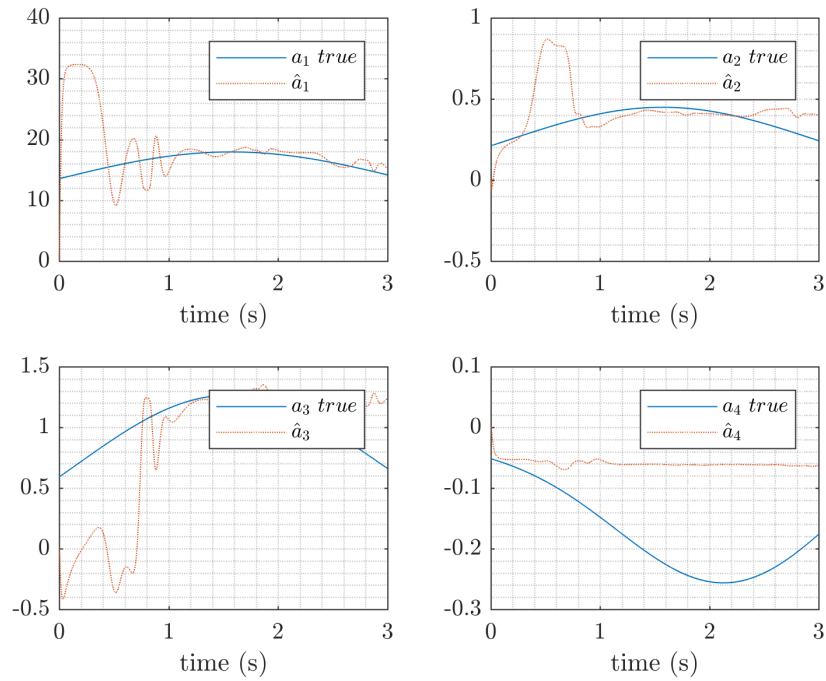 40
30
20
10
0
0 1 2 3
time (s)
a₁ true
â₁
1
0.5
0
-0.5
0 1 2 3
time (s)
a₂ true
â₂
1.5
1
0.5
0
-0.5
0 1 2 3
time (s)
a₃ true
â₃
0.1
0
-0.1
-0.2
-0.3
0 1 2 3
time (s)
a₄ true
â₄